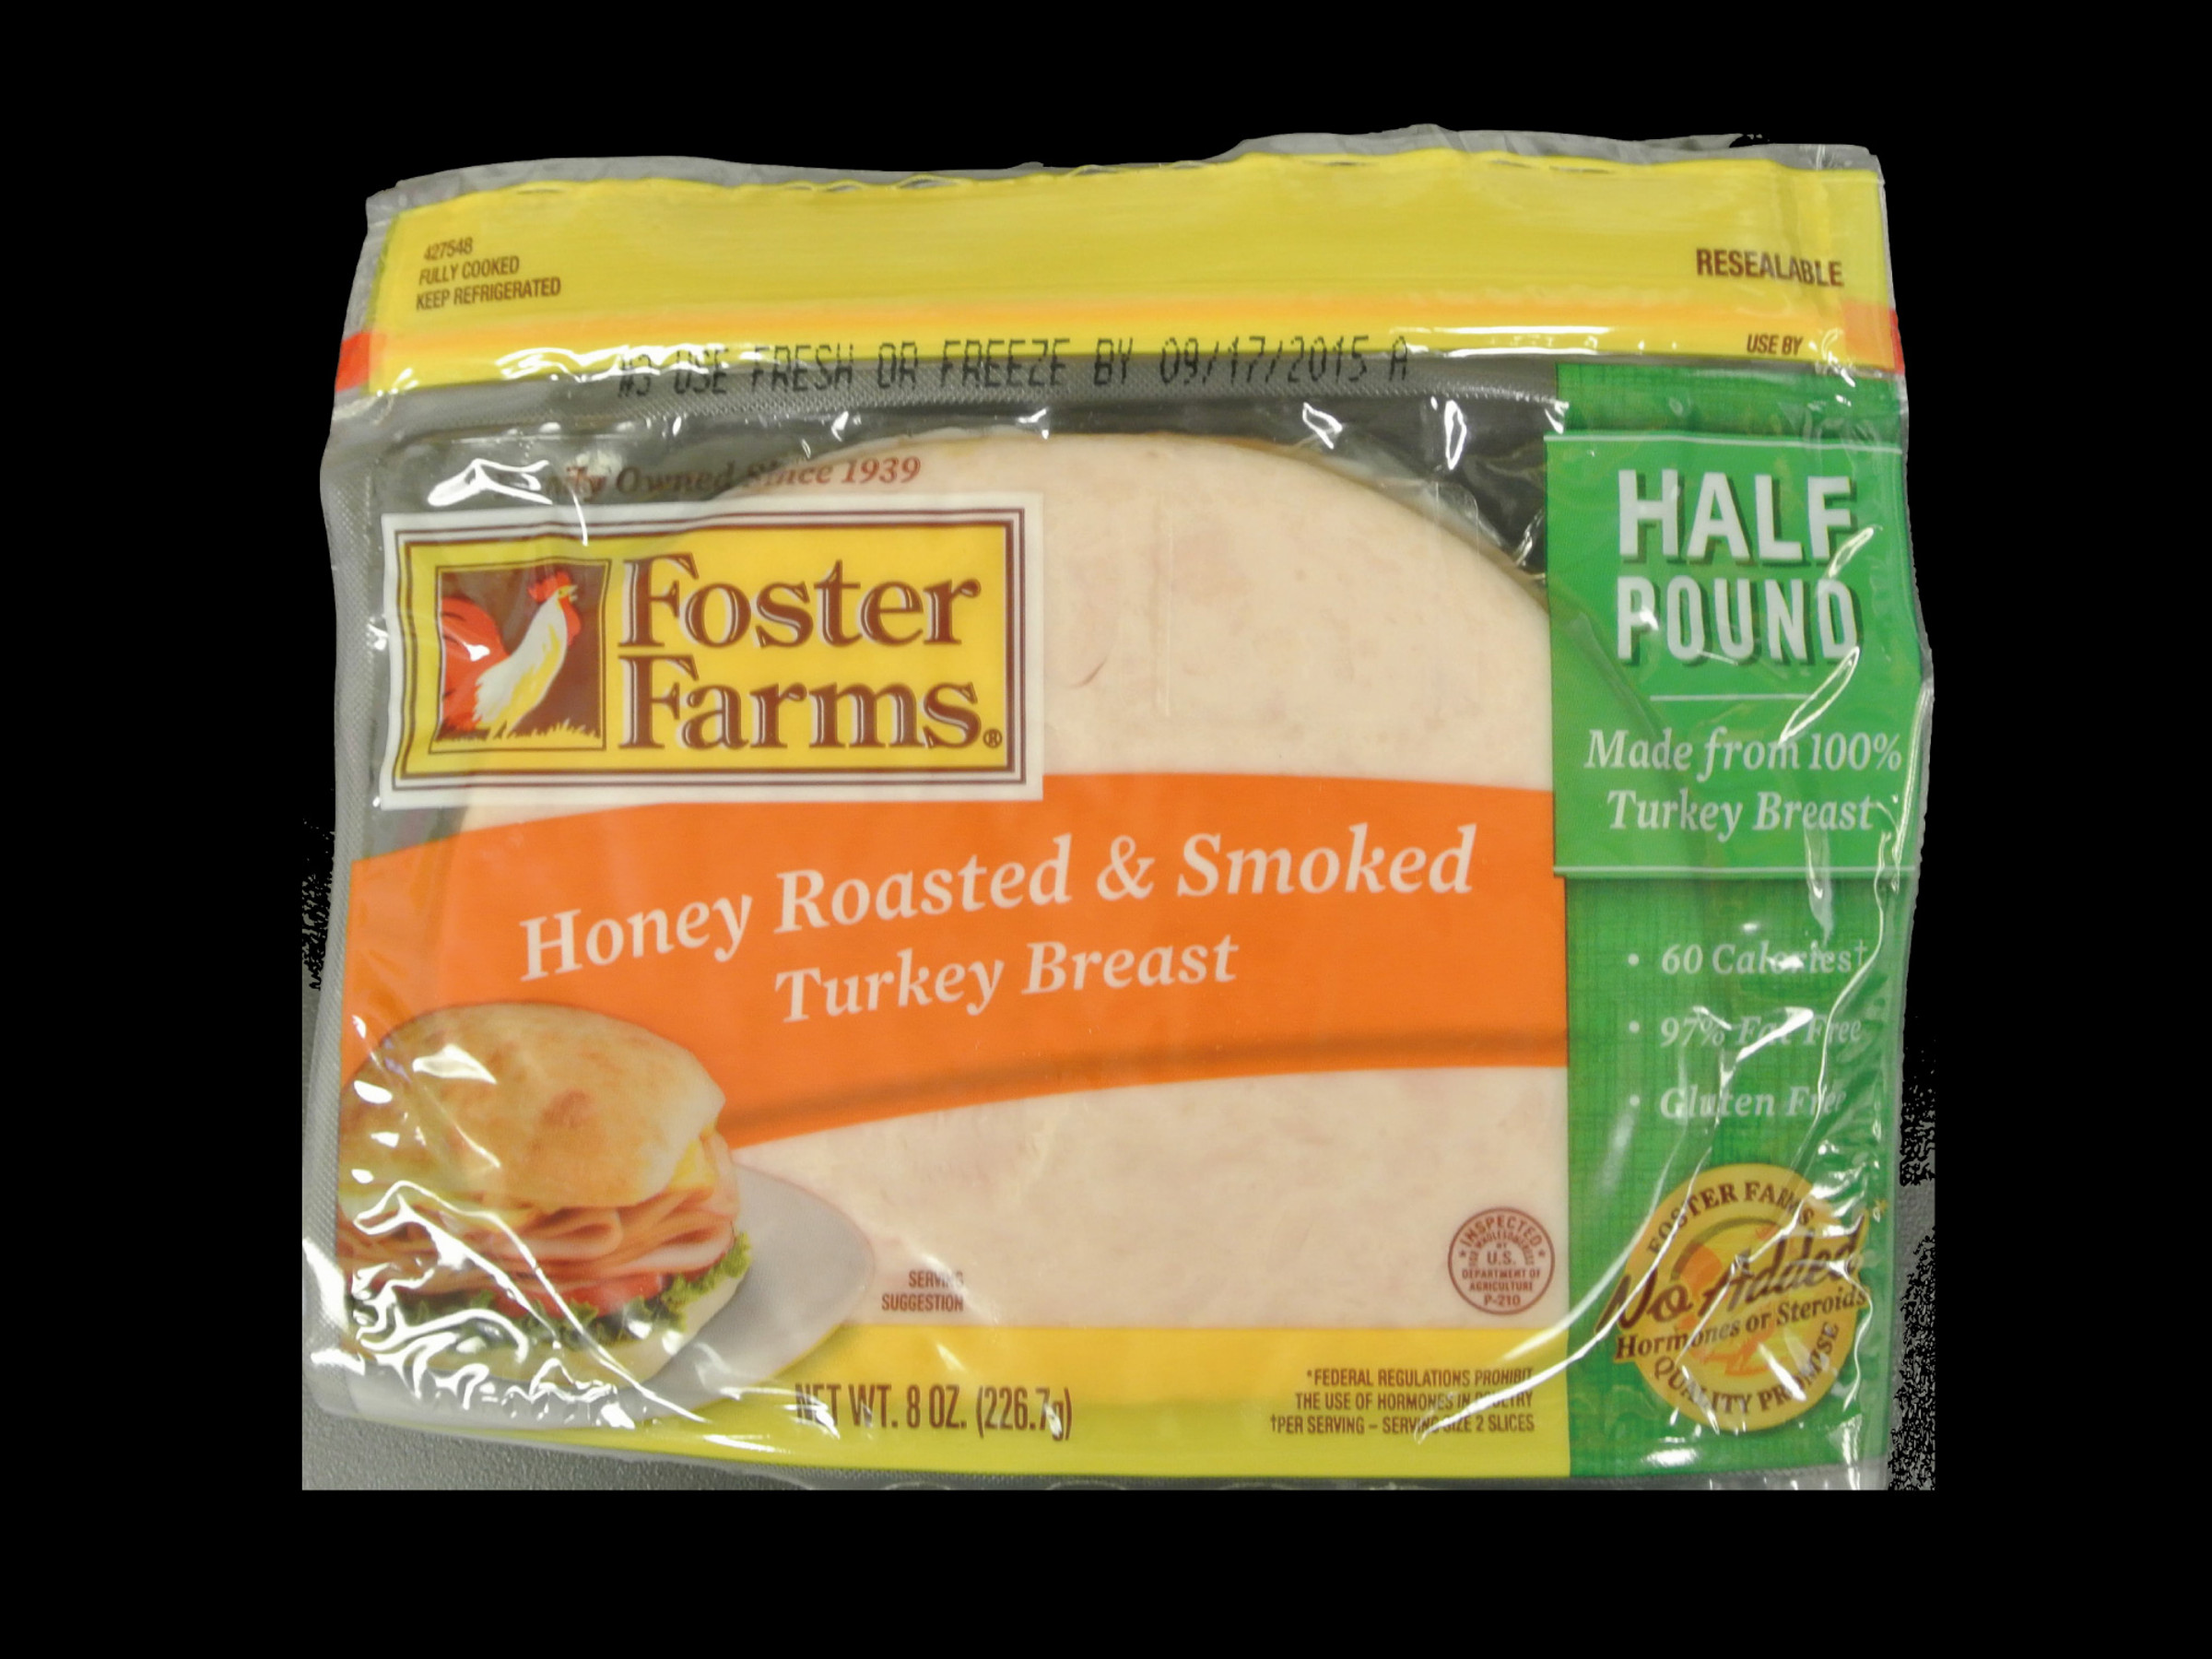 427548
FULLY COOKED
KEEP REFRIGERATED
RESEALABLE
USE BY
#3 USE FRESH OR FREEZE BY 09/17/2015 A
Owned Since 1939
Foster
Farms®
HALF
POUND
Made from 100%
Turkey Breast
Honey Roasted & Smoked
Turkey Breast
• 60 Calories†
• 97% Fat Free
• Gluten Free
FOSTER FARMS
No Added*
Hormones or Steroids
QUALITY PROMISE
INSPECTED
FOR WHOLESOMENESS
BY
U.S.
DEPARTMENT OF
AGRICULTURE
P-210
SERVING
SUGGESTION
NET WT. 8 OZ. (226.7g)
*FEDERAL REGULATIONS PROHIBIT
THE USE OF HORMONES IN POULTRY
†PER SERVING – SERVING SIZE 2 SLICES